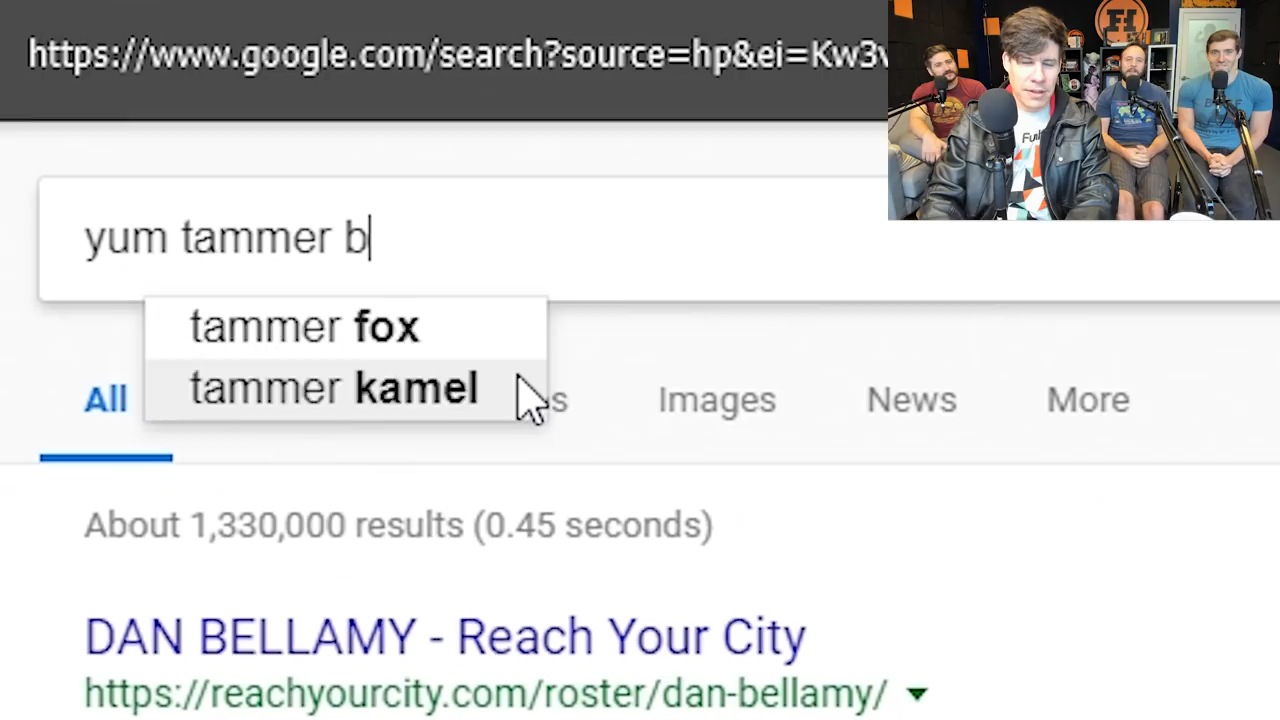 https://www.google.com/search?source=hp&ei=Kw3v
yum tammer b
tammer fox
tammer kamel
All
Images
News
More
About 1,330,000 results (0.45 seconds)
DAN BELLAMY - Reach Your City
https://reachyourcity.com/roster/dan-bellamy/